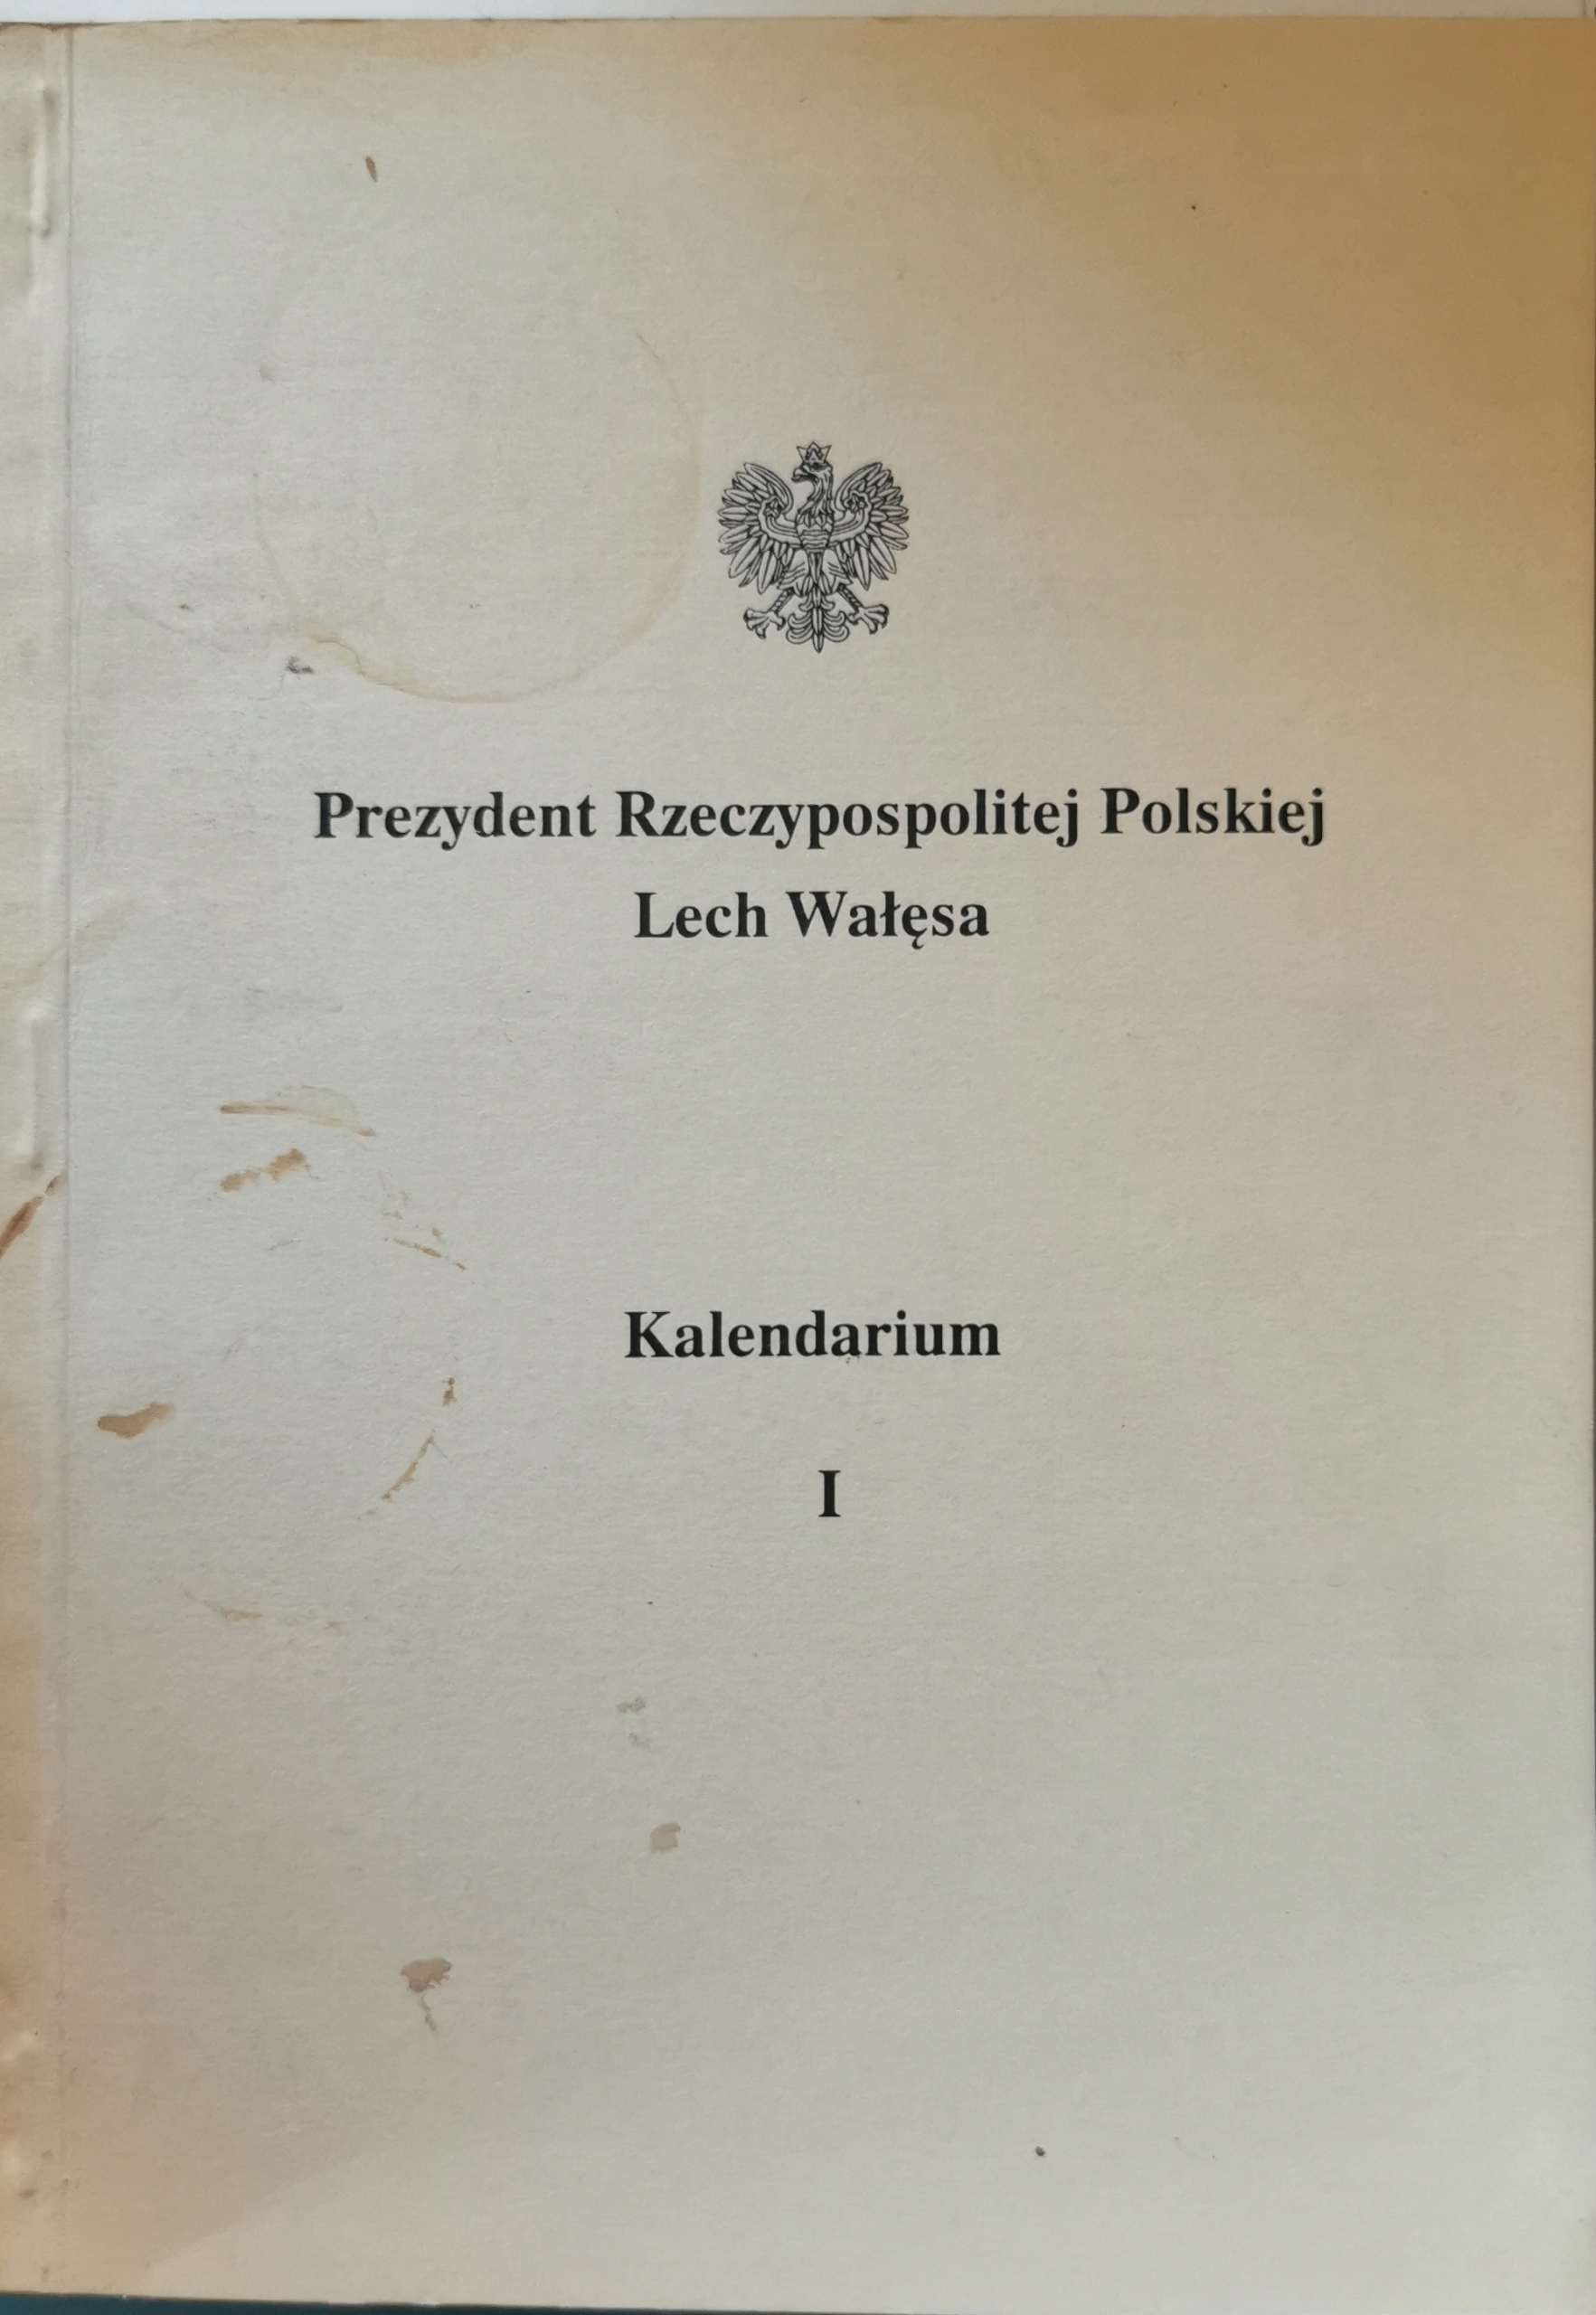 Prezydent Rzeczypospolitej Polskiej
Lech Wałęsa
Kalendarium
I